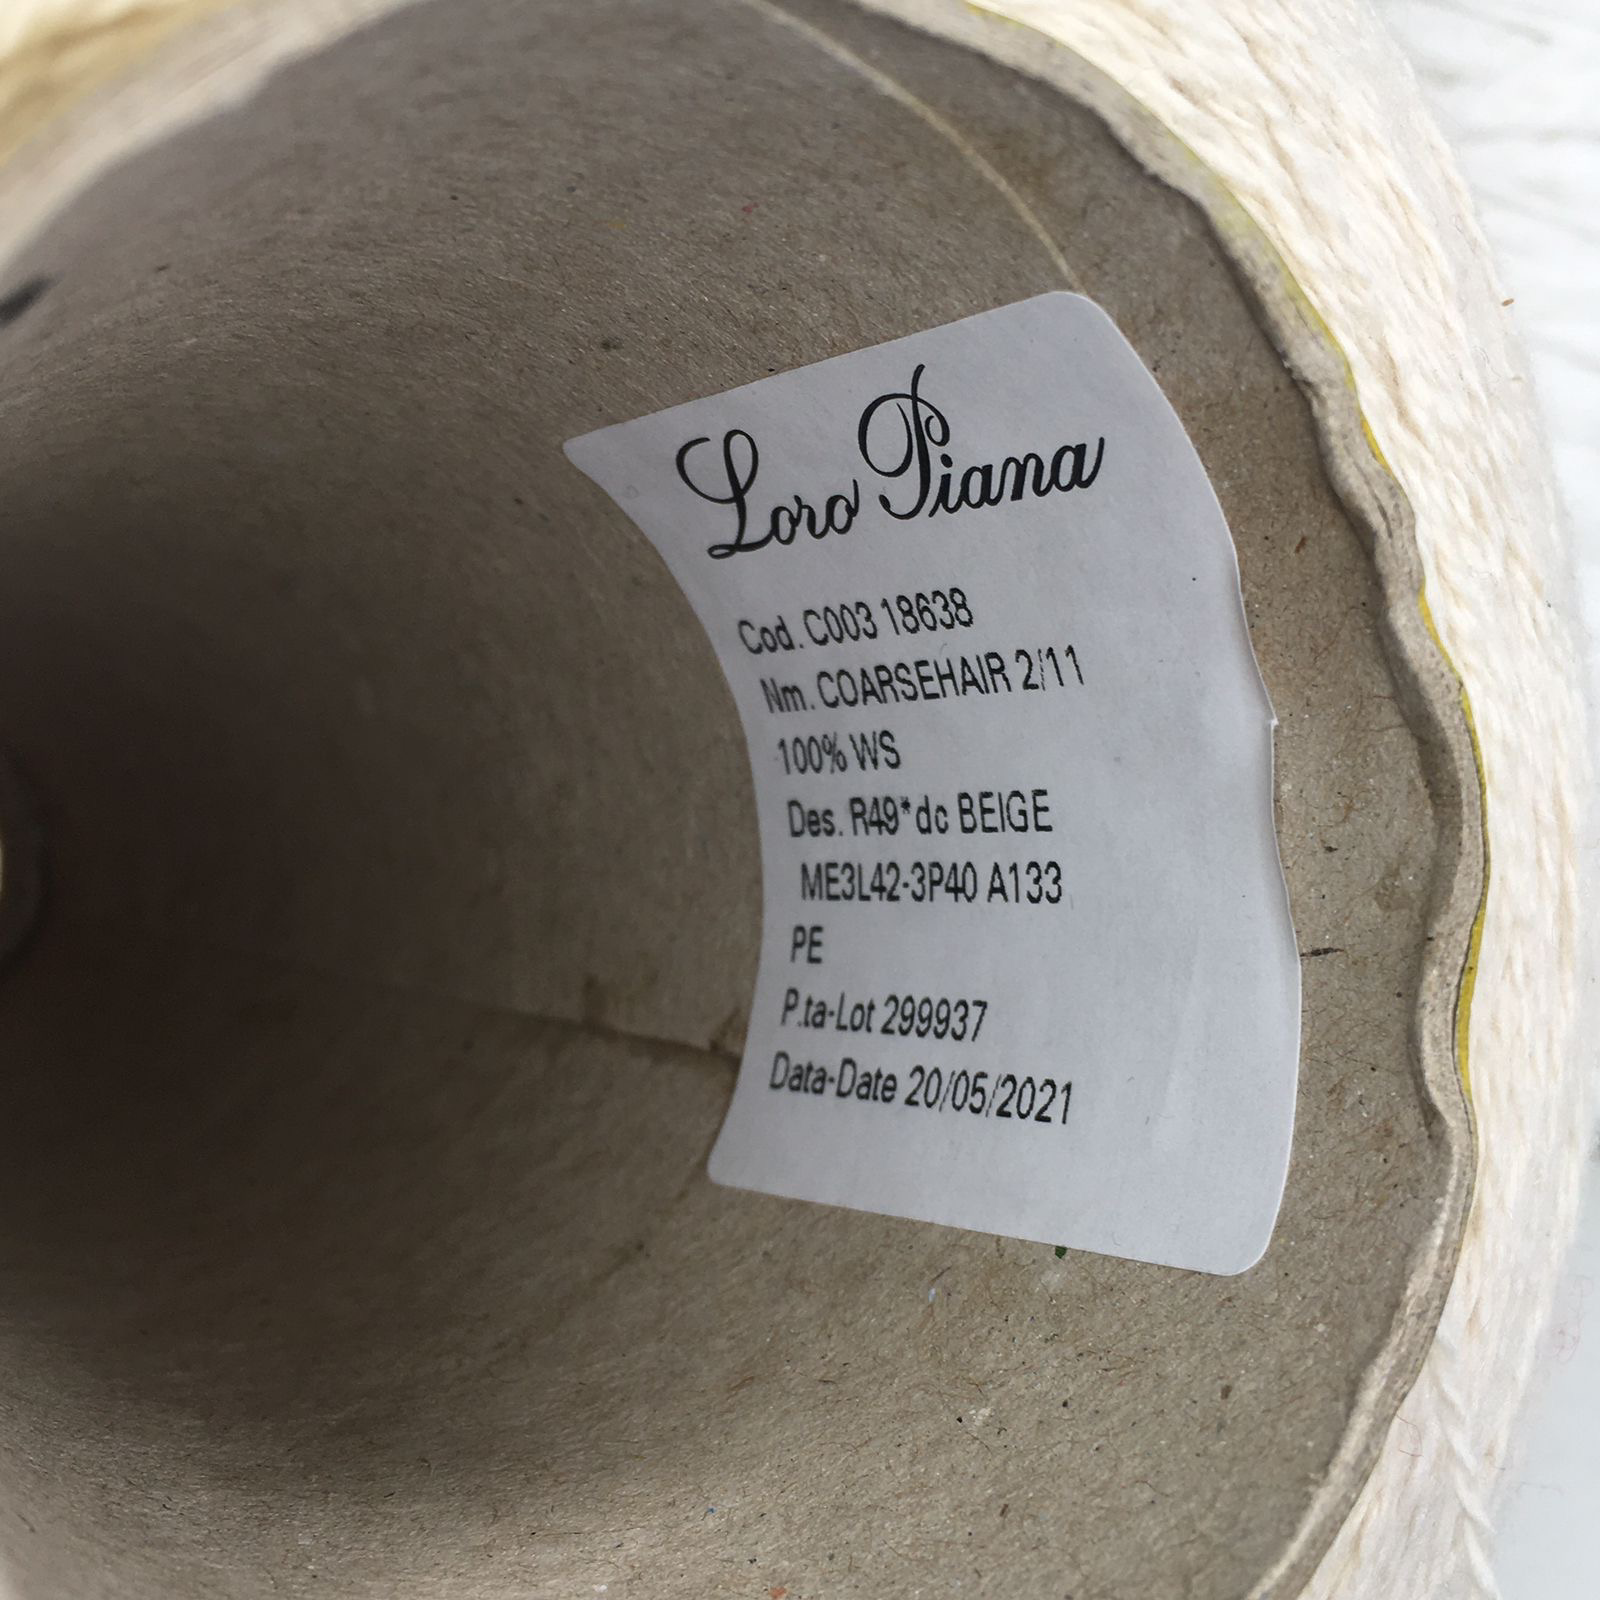 Loro Piana
Cod. C003 18638
Nm. COARSEHAIR 2/11
100% WS
Des. R49*dc BEIGE
ME3L42-3P40 A133
PE
P.ta-Lot 299937
Data-Date 20/05/2021